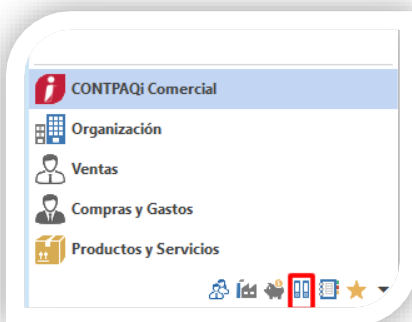 CONTPAQi Comercial
Organización
Ventas
Compras y Gastos
Productos y Servicios